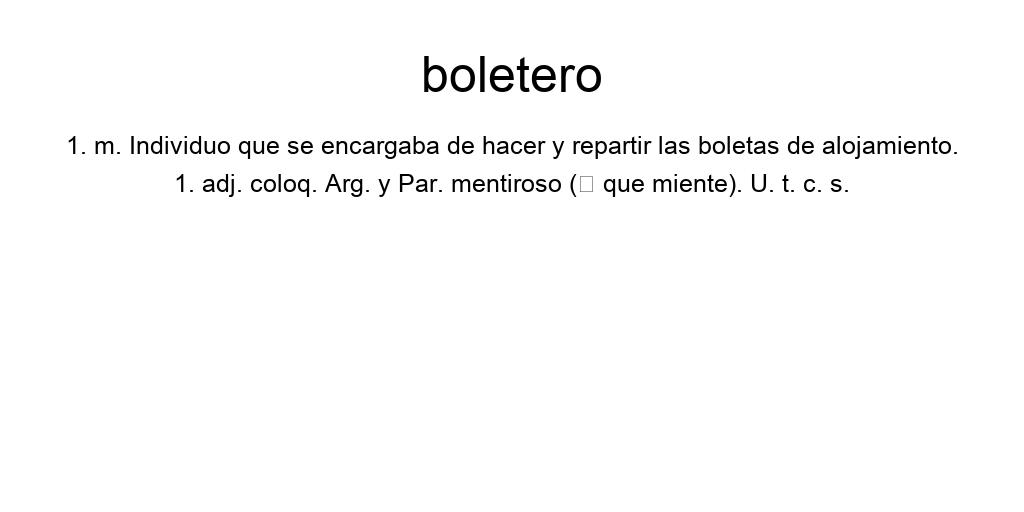 boletero
1. m. Individuo que se encargaba de hacer y repartir las boletas de alojamiento.
1. adj. coloq. Arg. y Par. mentiroso (□ que miente). U. t. c. s.